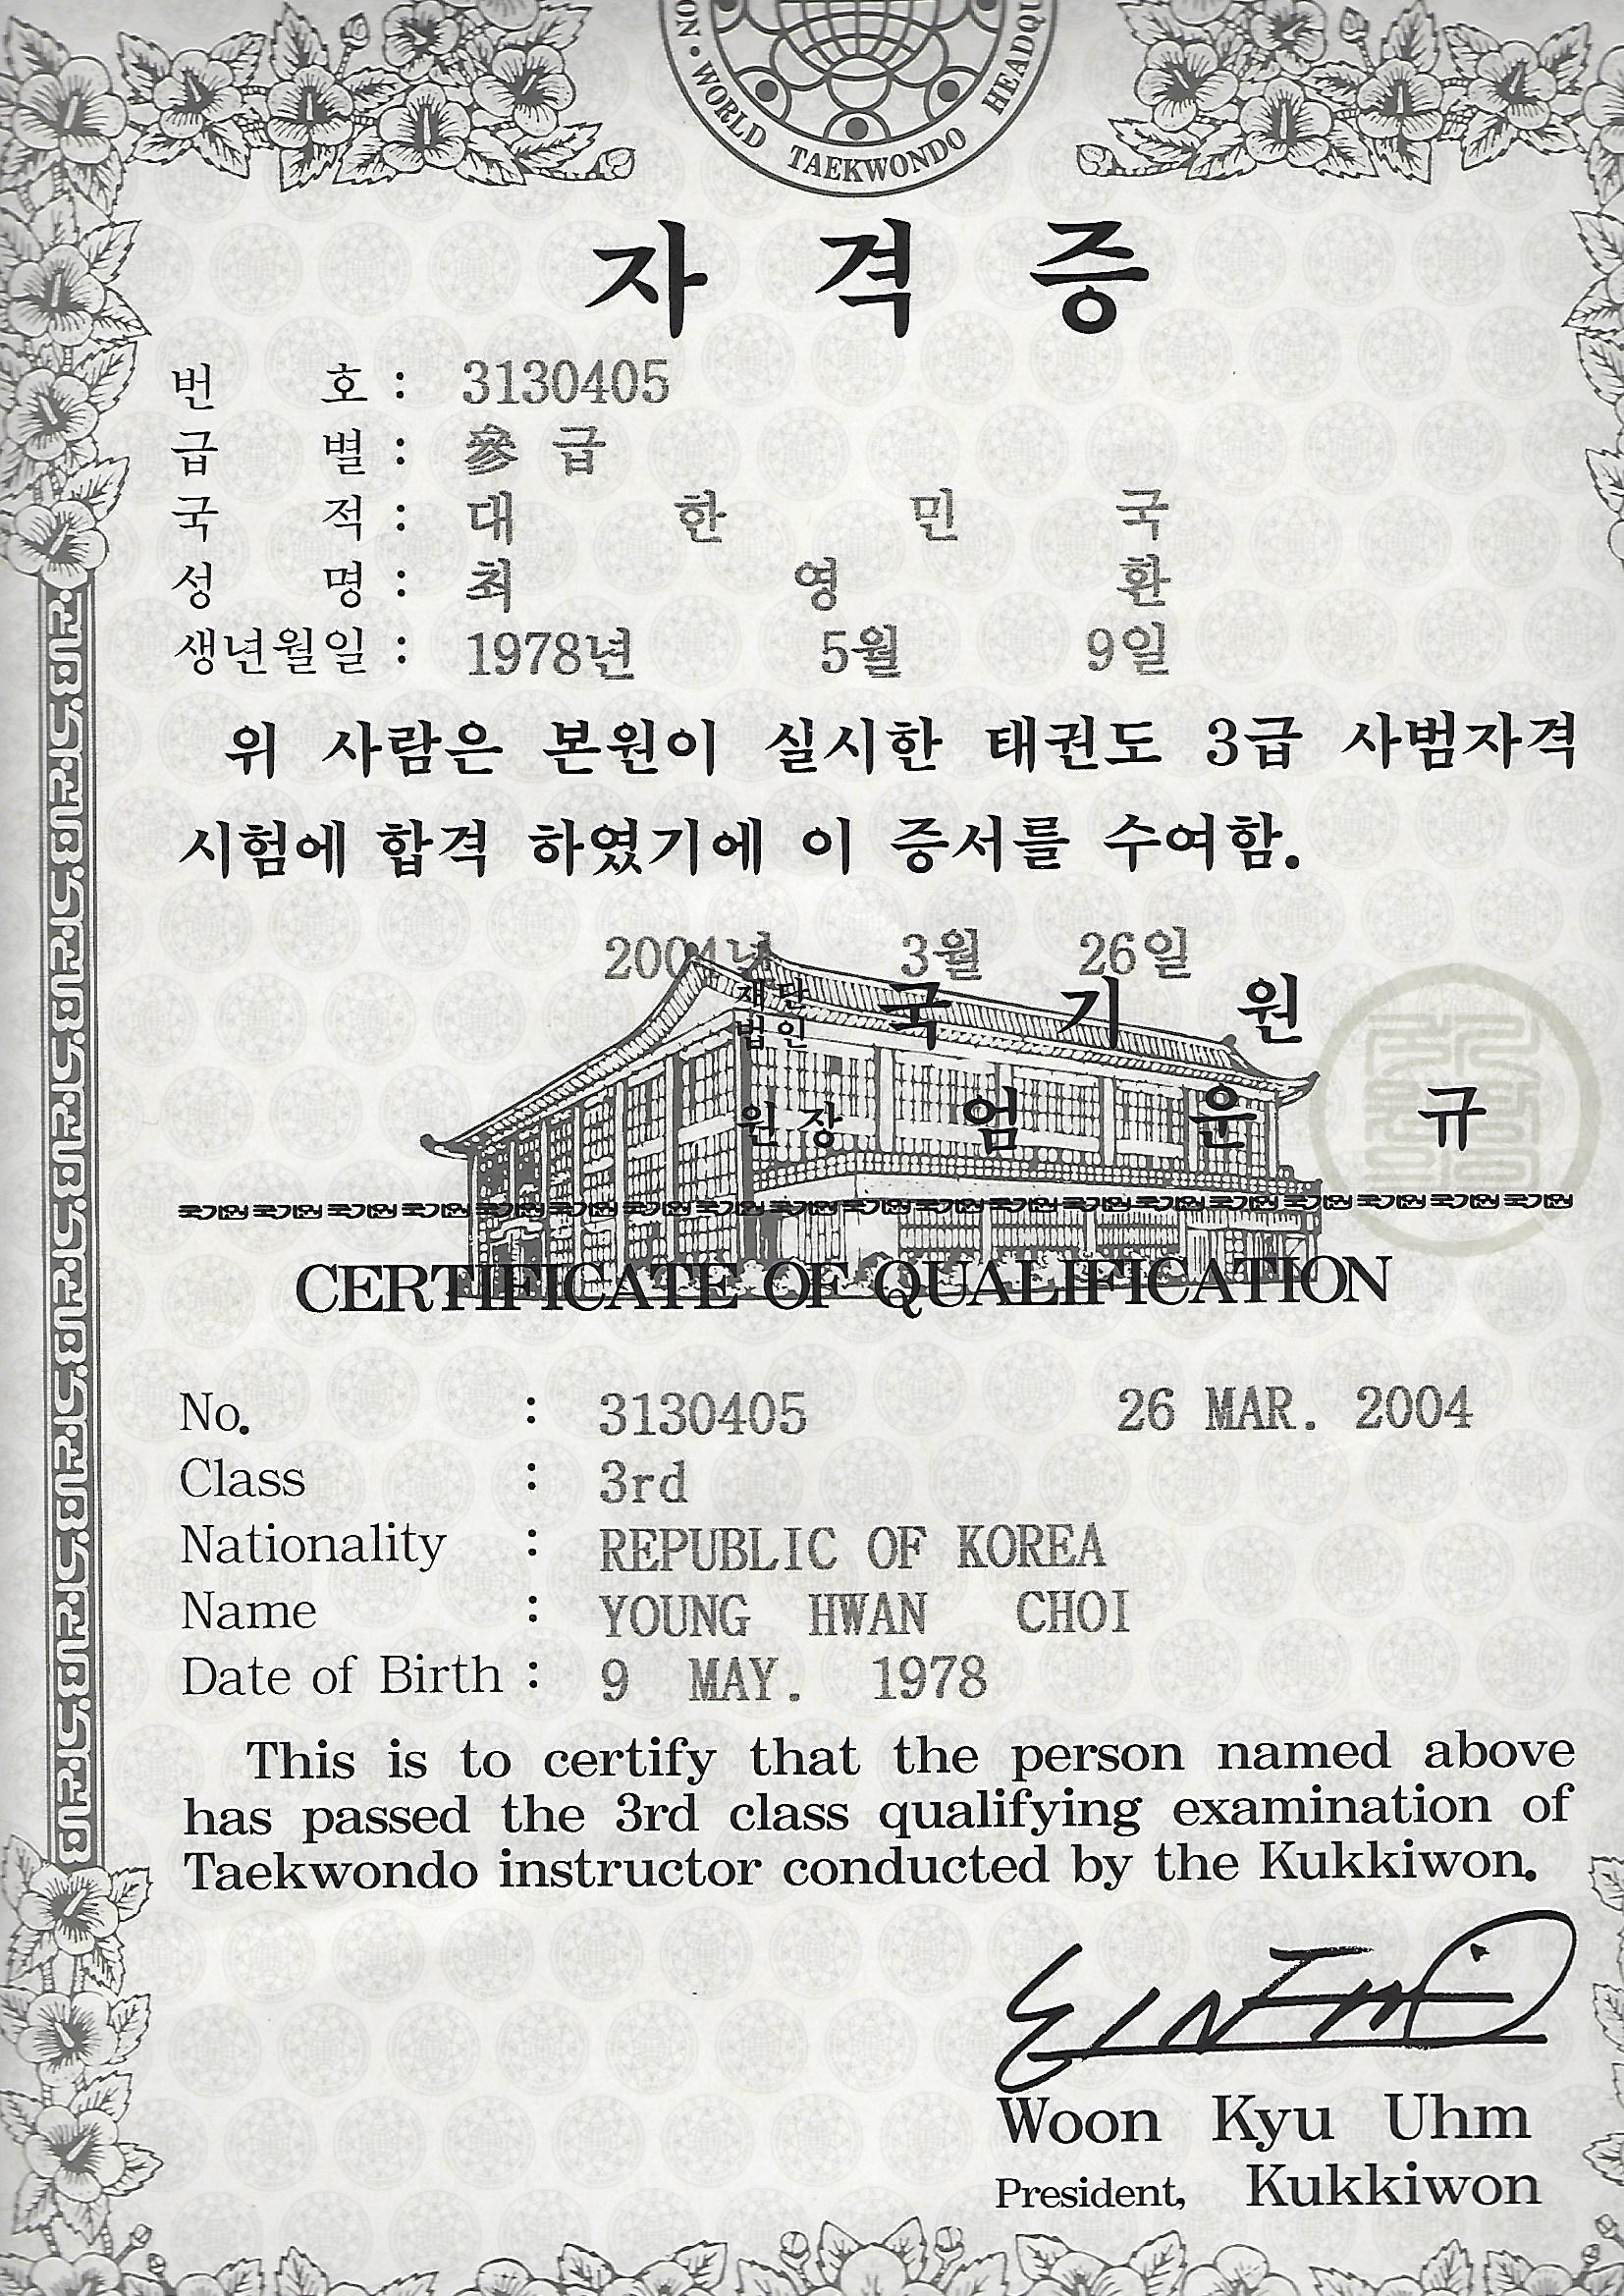 ON · WORLD TAEKWONDO HEADQU
자 격 증
번 호 : 3130405
급 별 : 參 급
국 적 : 대 한 민 국
성 명 : 최 영 환
생년월일 : 1978년 5월 9일
위 사람은 본원이 실시한 태권도 3급 사범자격
시험에 합격 하였기에 이 증서를 수여함.
2004년 3월 26일
재단법인 국 기 원
원장 엄 운 규
CERTIFICATE OF QUALIFICATION
No. : 3130405 26 MAR. 2004
Class : 3rd
Nationality : REPUBLIC OF KOREA
Name : YOUNG HWAN CHOI
Date of Birth : 9 MAY. 1978
This is to certify that the person named above
has passed the 3rd class qualifying examination of
Taekwondo instructor conducted by the Kukkiwon.
Woon Kyu Uhm
President, Kukkiwon